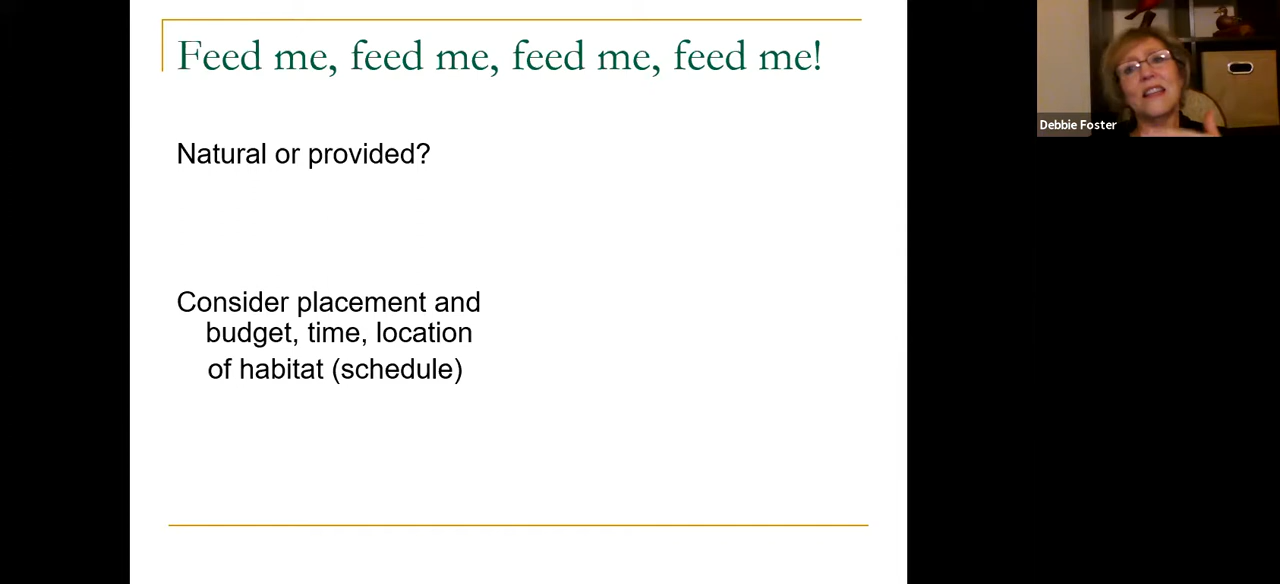 Feed me, feed me, feed me, feed me!
Natural or provided?
Consider placement and
budget, time, location
of habitat (schedule)
Debbie Foster